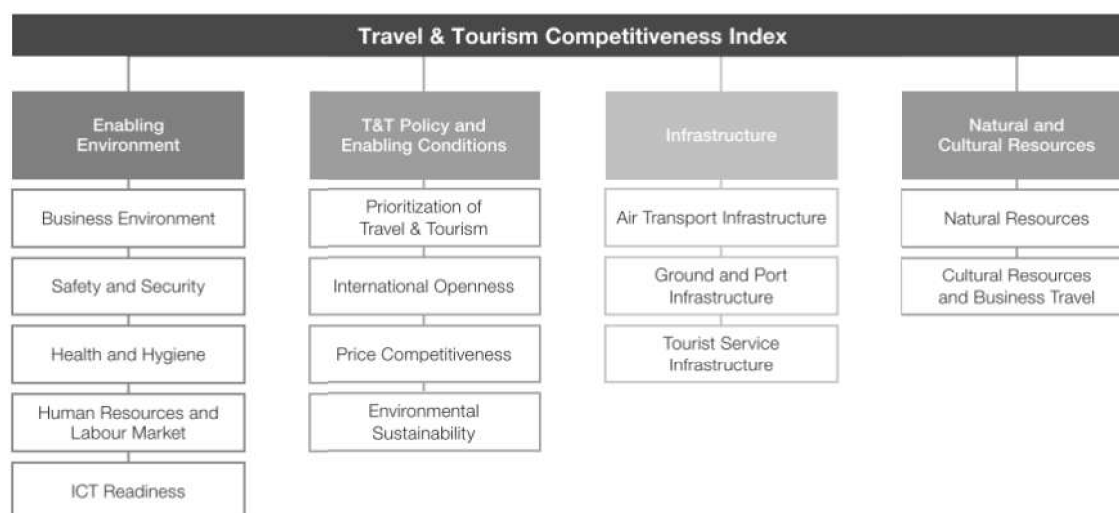 Travel & Tourism Competitiveness Index
Enabling
Environment
Business Environment
Safety and Security
Health and Hygiene
Human Resources and
Labour Market
ICT Readiness
T&T Policy and
Enabling Conditions
Prioritization of
Travel & Tourism
International Openness
Price Competitiveness
Environmental
Sustainability
Infrastructure
Air Transport Infrastructure
Ground and Port
Infrastructure
Tourist Service
Infrastructure
Natural and
Cultural Resources
Natural Resources
Cultural Resources
and Business Travel